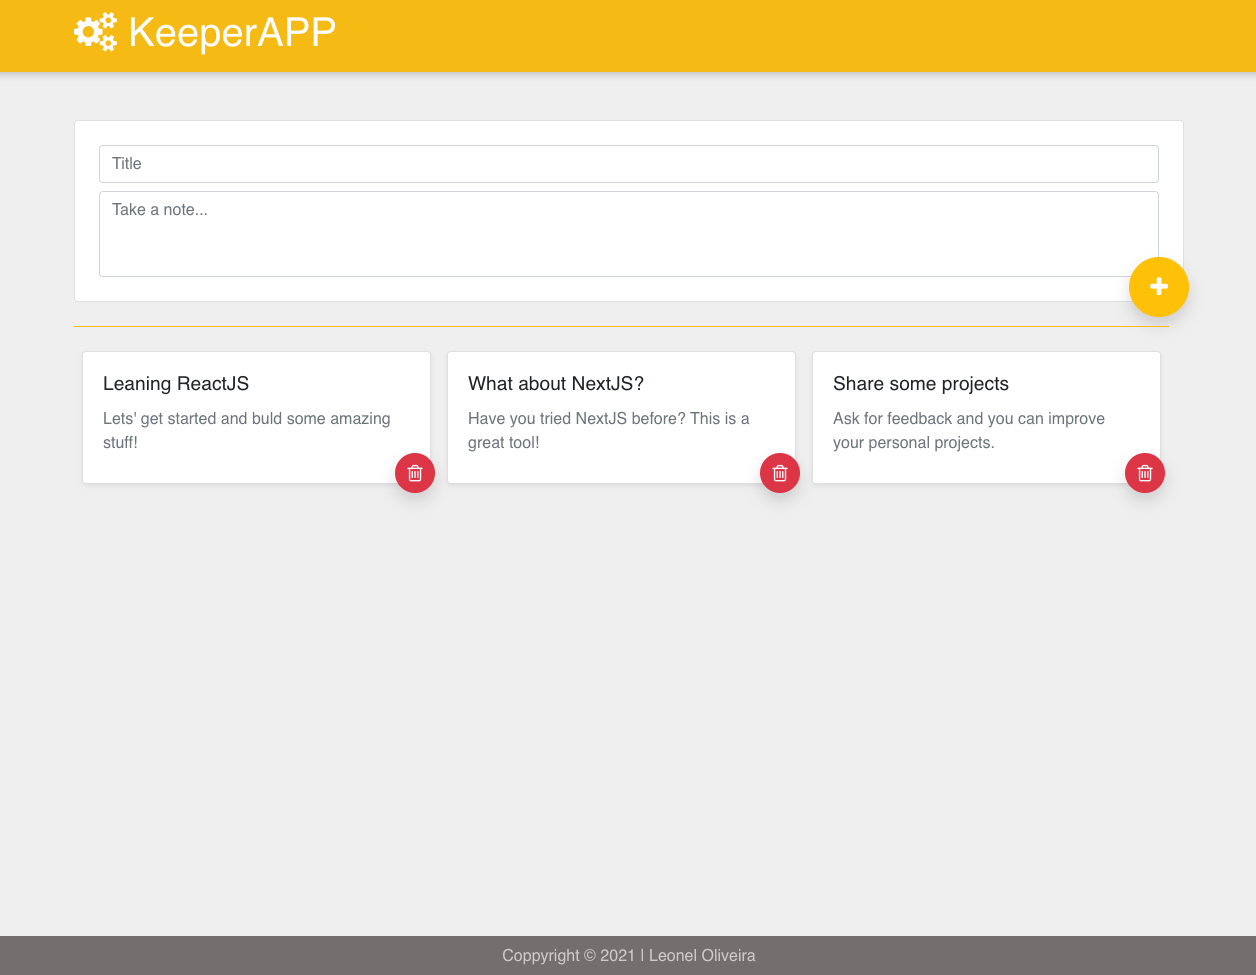 KeeperAPP
Title
Take a note...
Leaning ReactJS
Lets' get started and buld some amazing
stuff!
What about NextJS?
Have you tried NextJS before? This is a
great tool!
Share some projects
Ask for feedback and you can improve
your personal projects.
Coppyright © 2021 | Leonel Oliveira